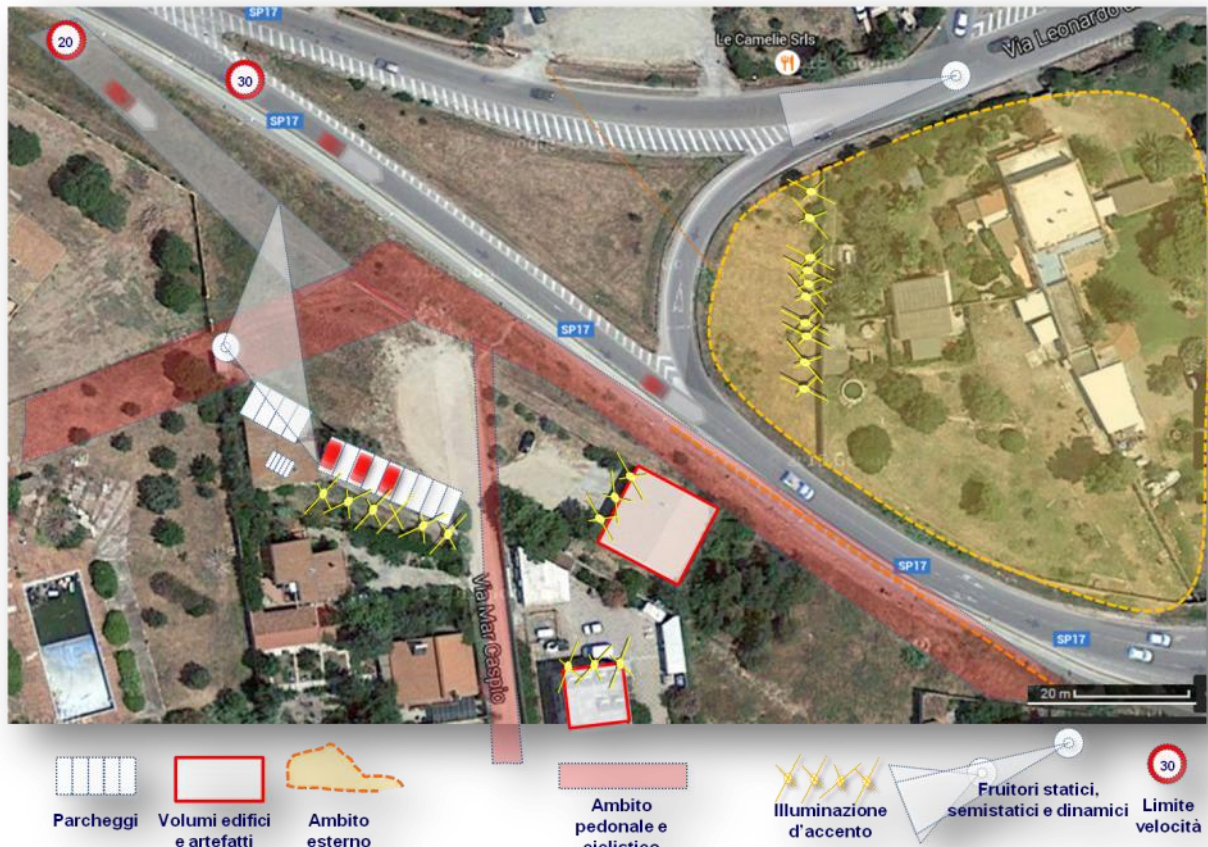 SP17
20
30
Le Camelie Srls
Via Leonardo
SP17
SP17
Via Mar Caspio
SP17
SP17
20 m
Parcheggi
Volumi edifici
e artefatti
Ambito
esterno
Ambito
pedonale e
ciclistico
Illuminazione
d'accento
Fruitori statici,
semistatici e dinamici
30
Limite
velocità